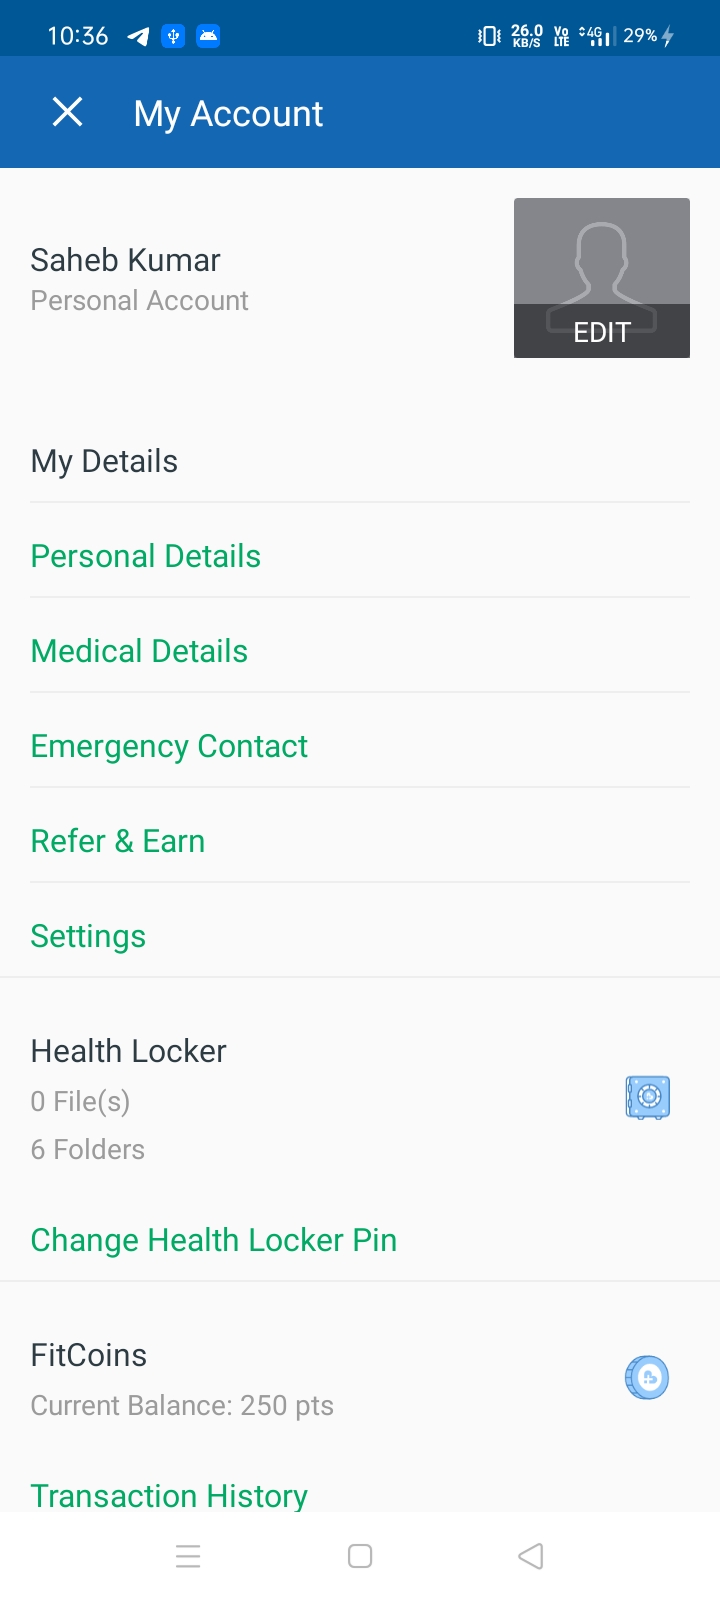 10:36
26.0 KB/S Vo LTE 4G 29%
My Account
Saheb Kumar
Personal Account
EDIT
My Details
Personal Details
Medical Details
Emergency Contact
Refer & Earn
Settings
Health Locker
0 File(s)
6 Folders
Change Health Locker Pin
FitCoins
Current Balance: 250 pts
Transaction History